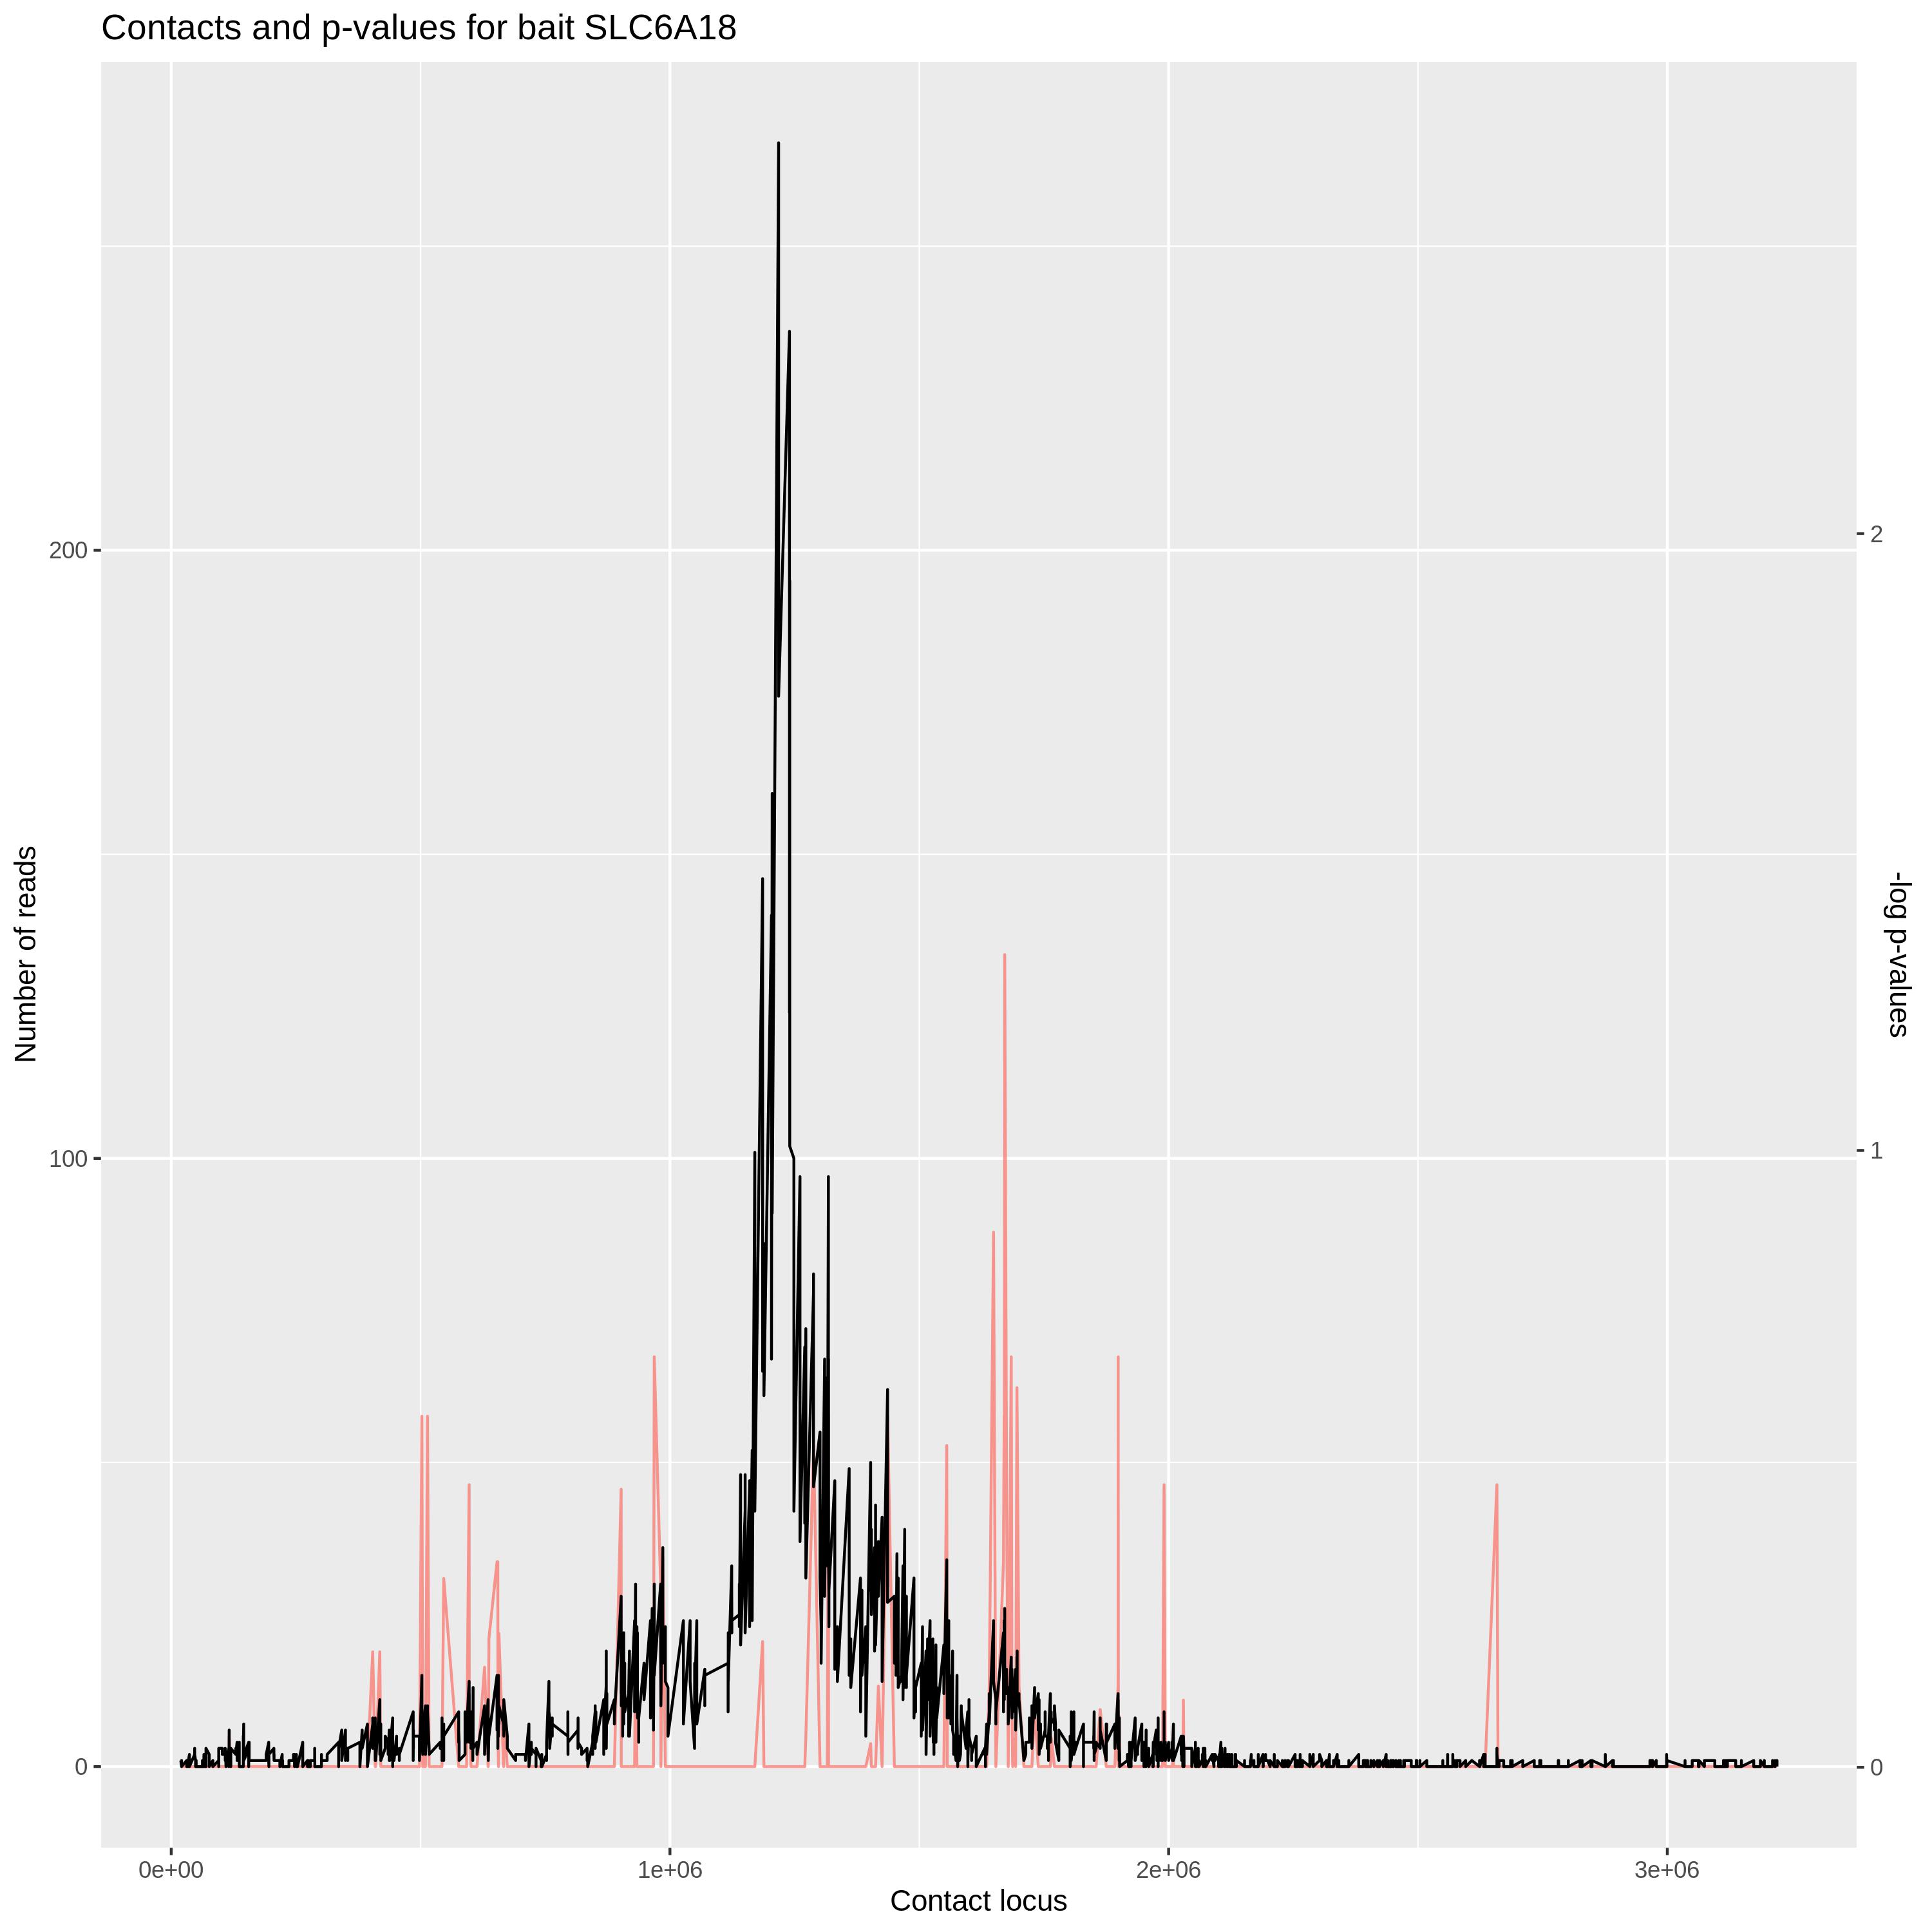 Contacts and p-values for bait SLC6A18
Number of reads
200
100
0
2
1
0
-log p-values
0e+00
1e+06
2e+06
3e+06
Contact locus